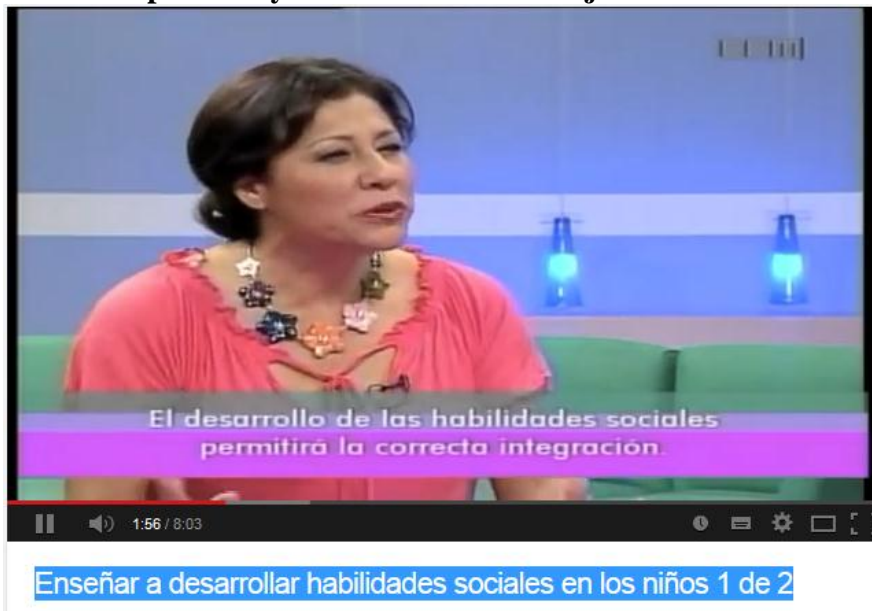 El desarrollo de las habilidades sociales
permitirá la correcta integración.
1:56 / 8:03
Enseñar a desarrollar habilidades sociales en los niños 1 de 2